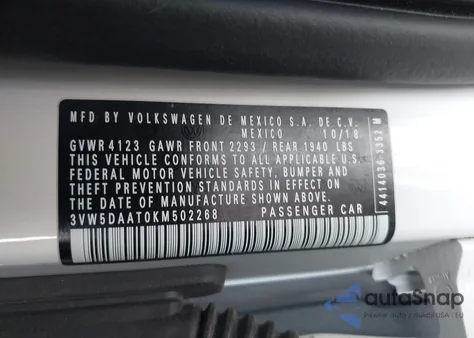 MFD BY VOLKSWAGEN DE MEXICO S.A. DE C.V.
MEXICO 10/18
GVWR 4123 GAWR FRONT 2293 / REAR 1940 LBS
THIS VEHICLE CONFORMS TO ALL APPLICABLE U.S.
FEDERAL MOTOR VEHICLE SAFETY, BUMPER AND
THEFT PREVENTION STANDARDS IN EFFECT ON
THE DATE OF MANUFACTURE SHOWN ABOVE.
3VW5DAAT0KM502268 PASSENGER CAR
4414036 3352 M
autoSnap